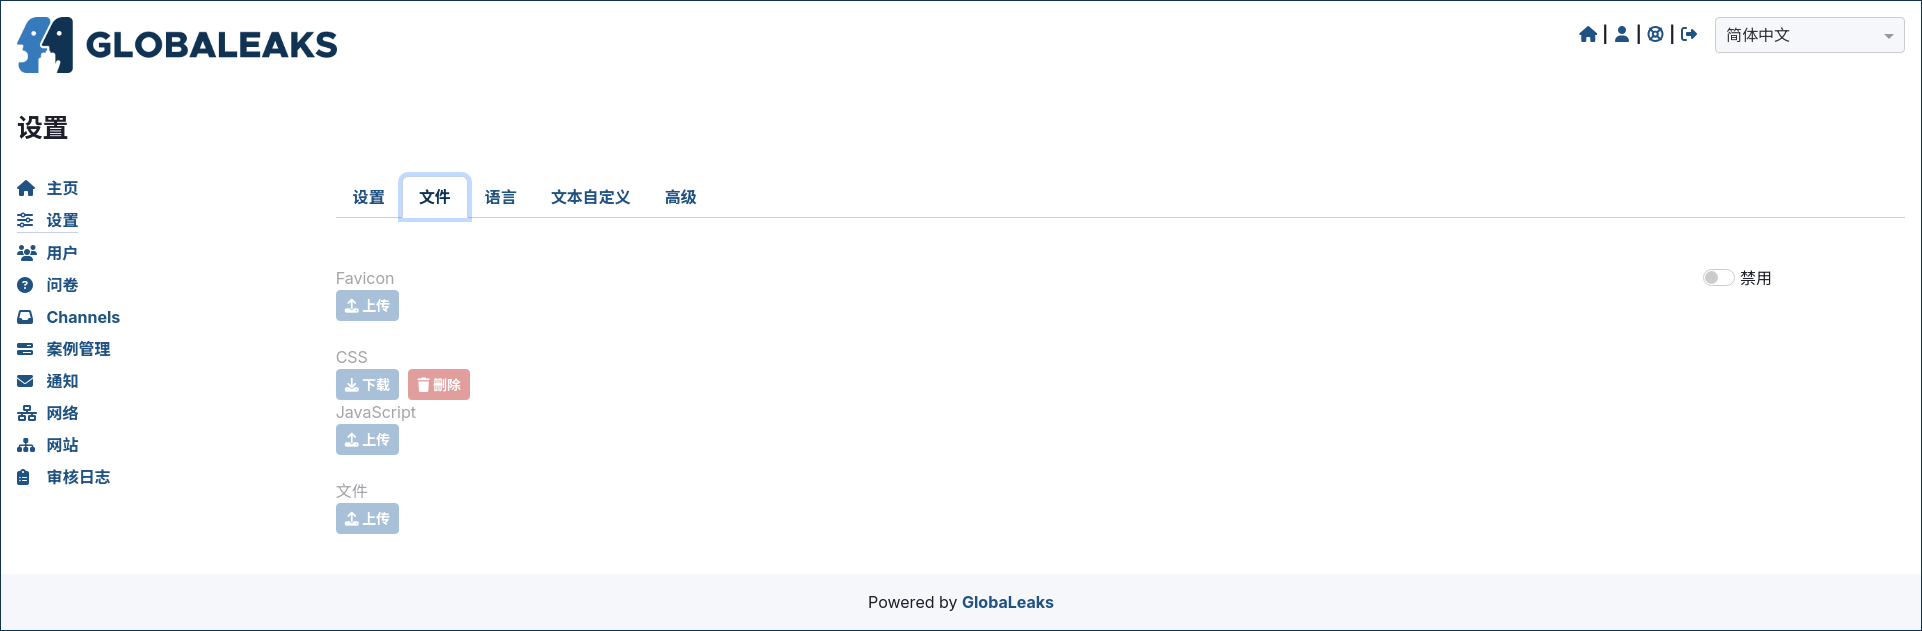 GLOBALEAKS
| | |
简体中文
设置
主页
设置
用户
问卷
Channels
案例管理
通知
网络
网站
审核日志
设置 文件 语言 文本自定义 高级
Favicon
禁用
上传
CSS
下载 删除
JavaScript
上传
文件
上传
Powered by GlobaLeaks